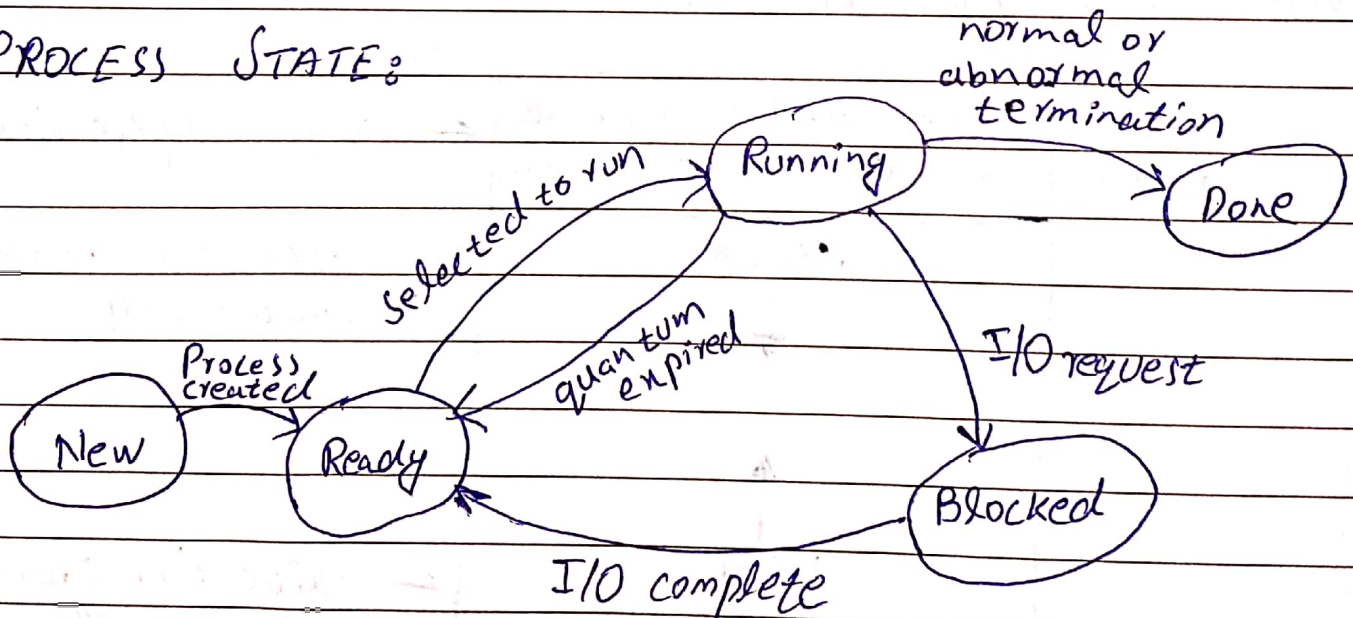 PROCESS STATE:
normal or
abnormal
termination
Running
Done
selected to run
quantum
expired
I/O request
Process
created
New
Ready
Blocked
I/O complete